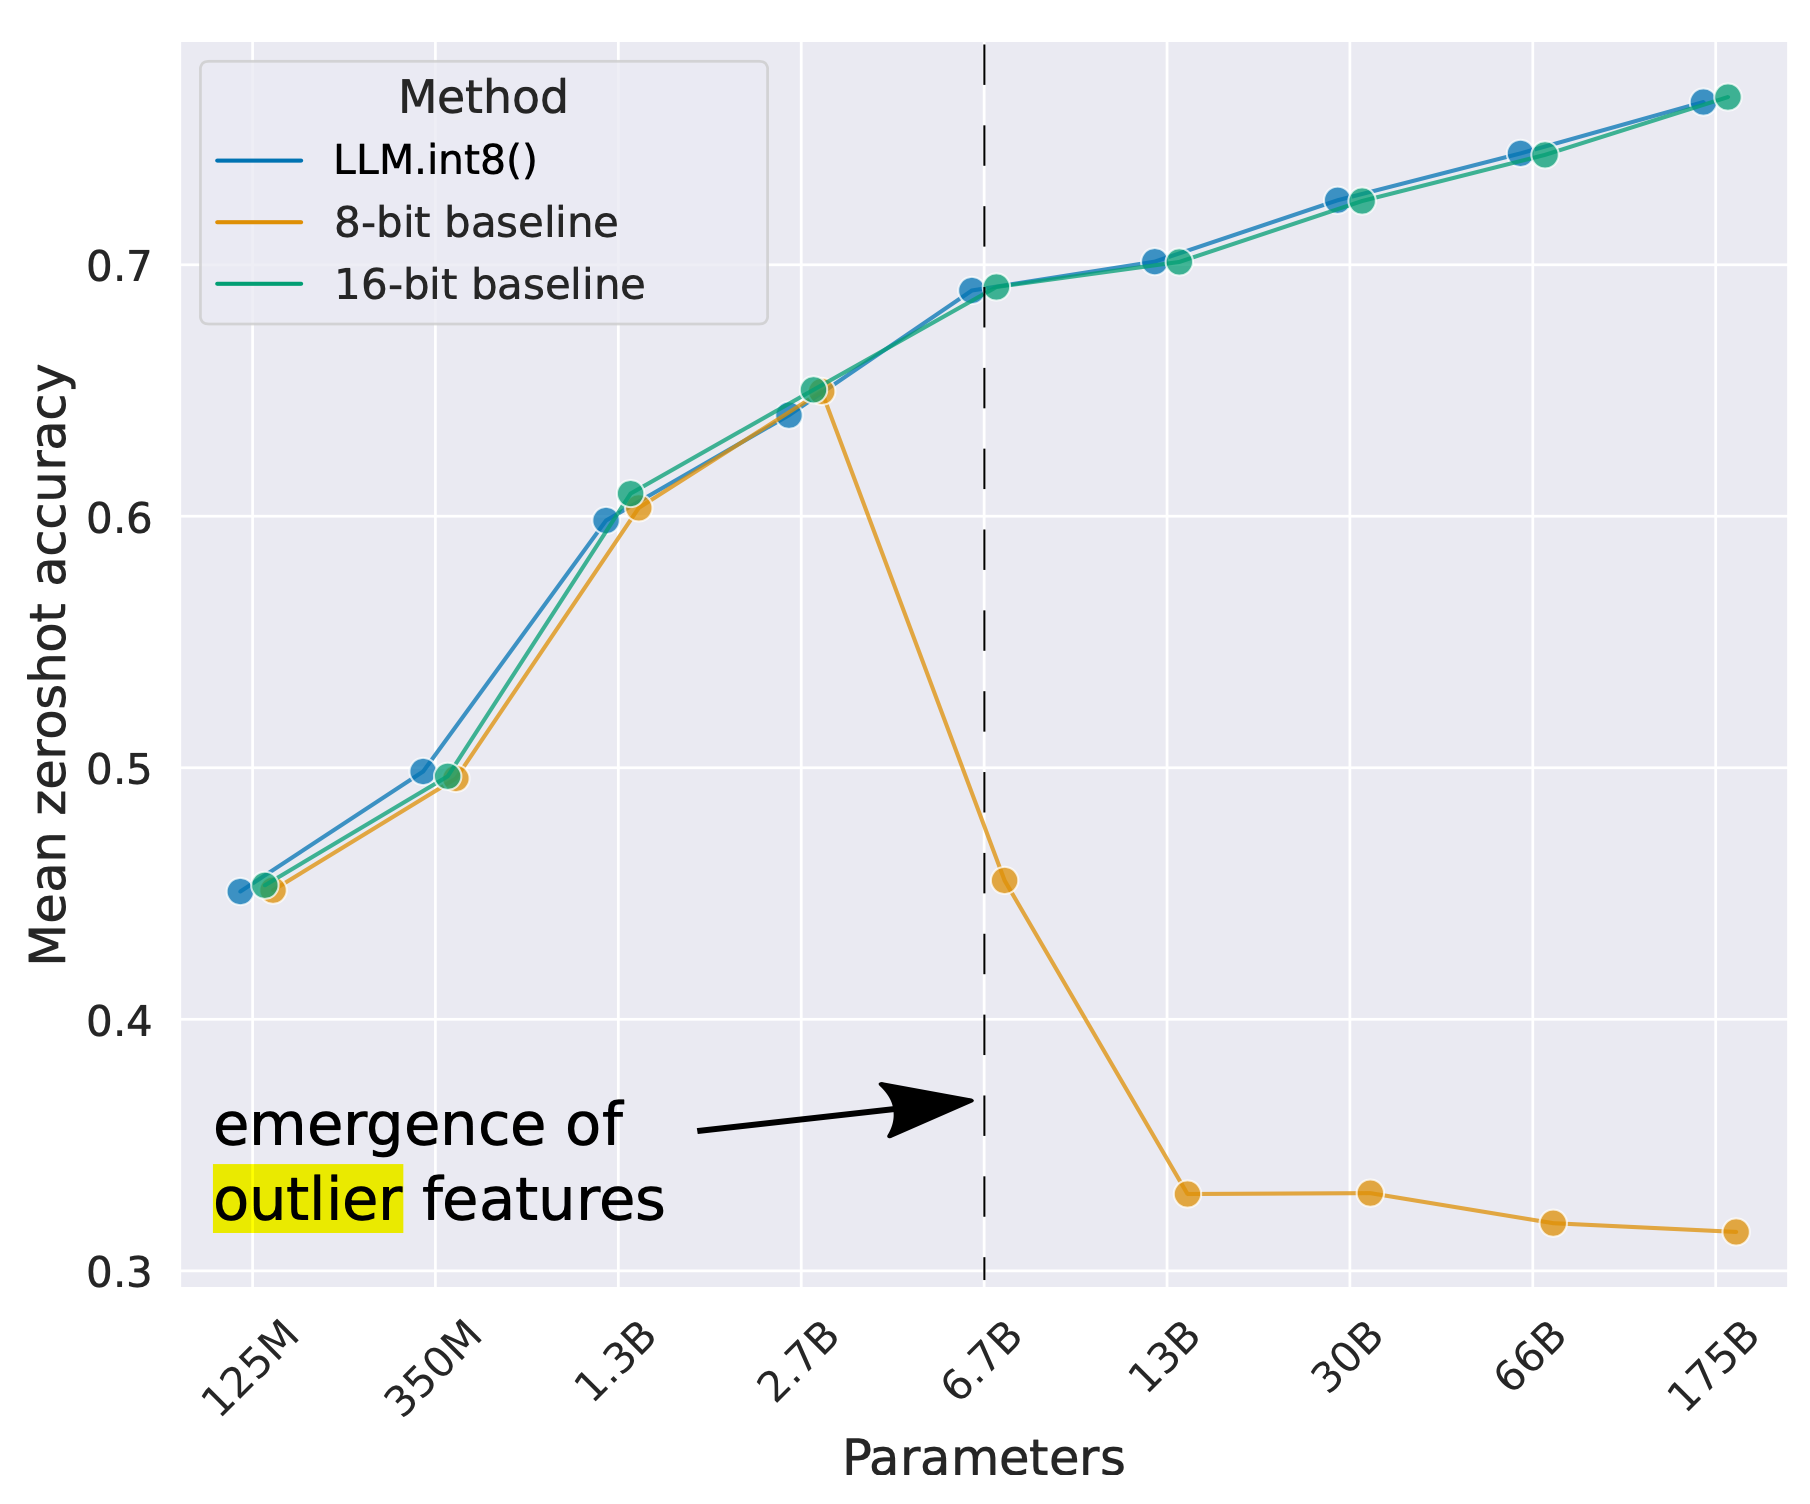 Method
LLM.int8()
8-bit baseline
16-bit baseline
Mean zeroshot accuracy
0.7
0.6
0.5
0.4
0.3
emergence of
outlier features
125M
350M
1.3B
2.7B
6.7B
13B
30B
66B
175B
Parameters